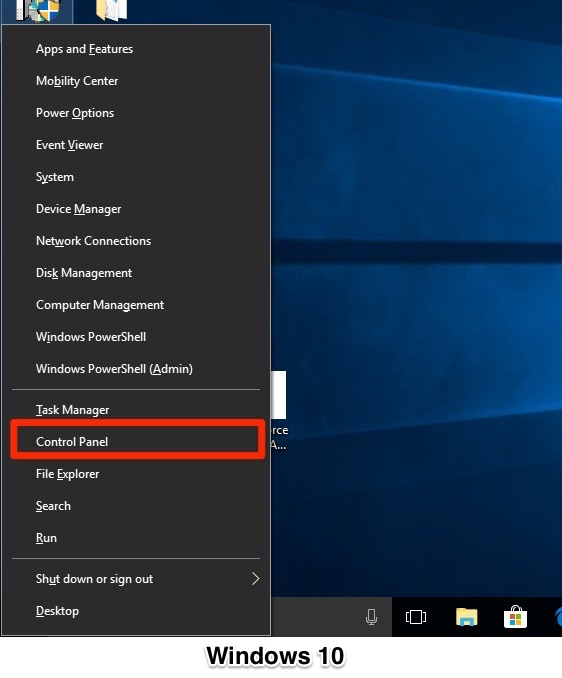 Apps and Features
Mobility Center
Power Options
Event Viewer
System
Device Manager
Network Connections
Disk Management
Computer Management
Windows PowerShell
Windows PowerShell (Admin)
Task Manager
Control Panel
rce
A...
File Explorer
Search
Run
Shut down or sign out
Desktop
Windows 10